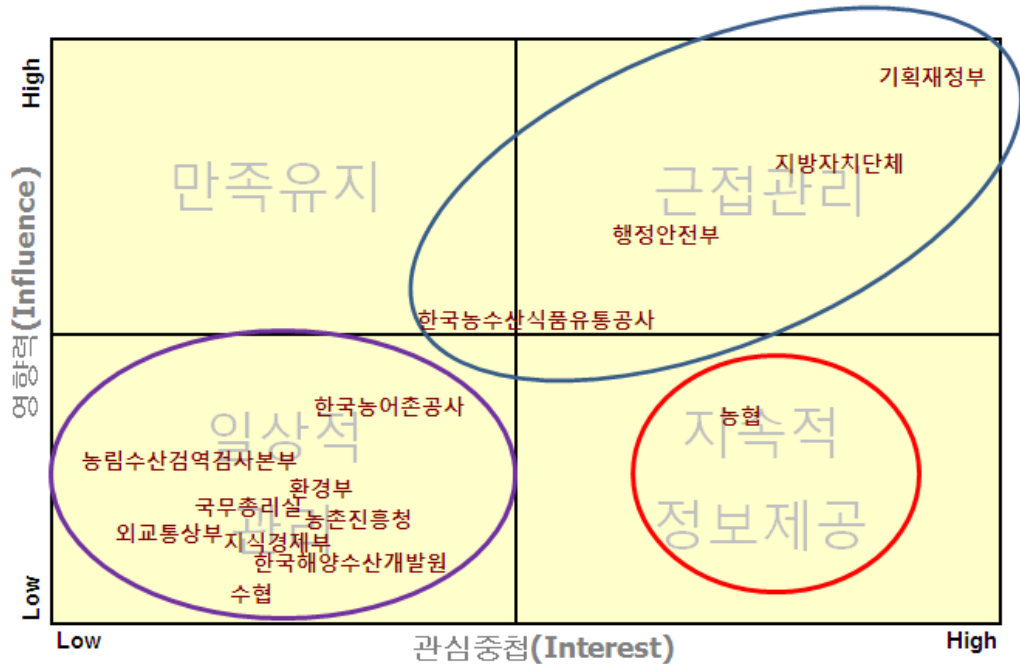 High
기획재정부
지방자치단체
만족유지
근접관리
행정안전부
한국농수산식품유통공사
영향력(Influence)
한국농어촌공사
농협
일상적
지속적
농림수산검역검사본부
환경부
국무총리실
농촌진흥청
외교통상부
관리
정보제공
지식경제부
한국해양수산개발원
수협
Low
Low
관심중첩(Interest)
High